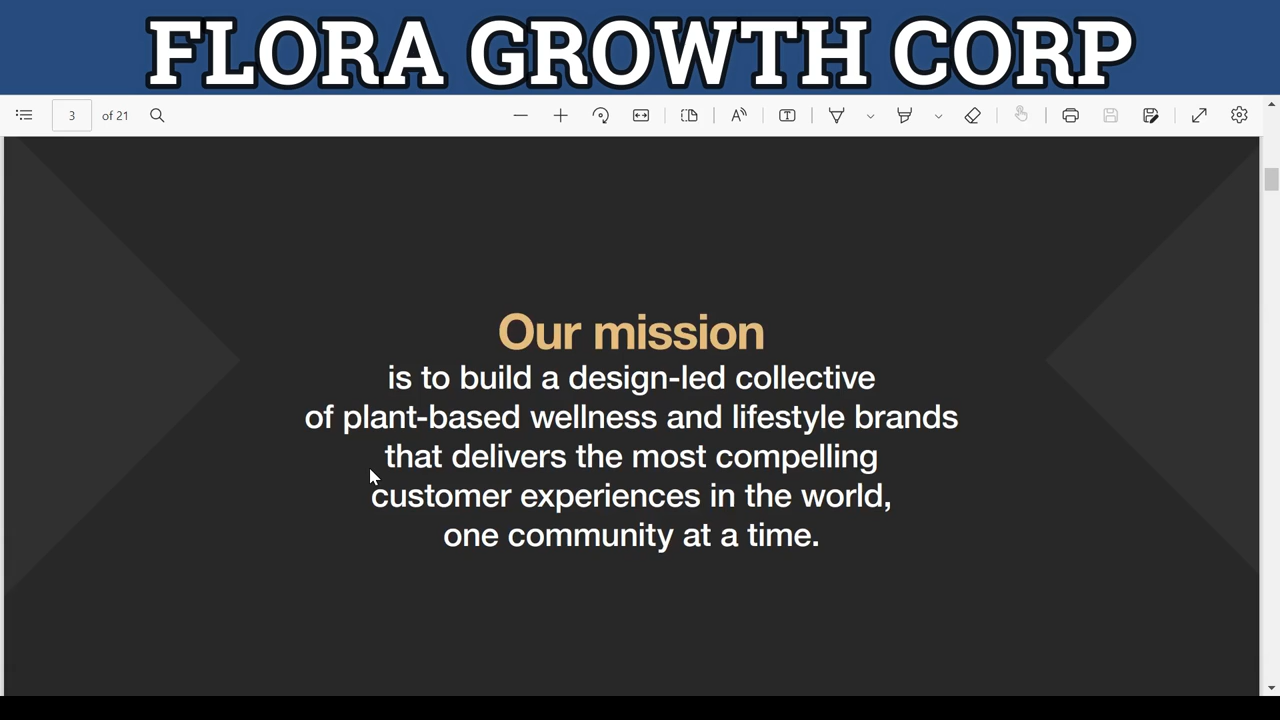 FLORA GROWTH CORP
3 of 21
Our mission
is to build a design-led collective
of plant-based wellness and lifestyle brands
that delivers the most compelling
customer experiences in the world,
one community at a time.